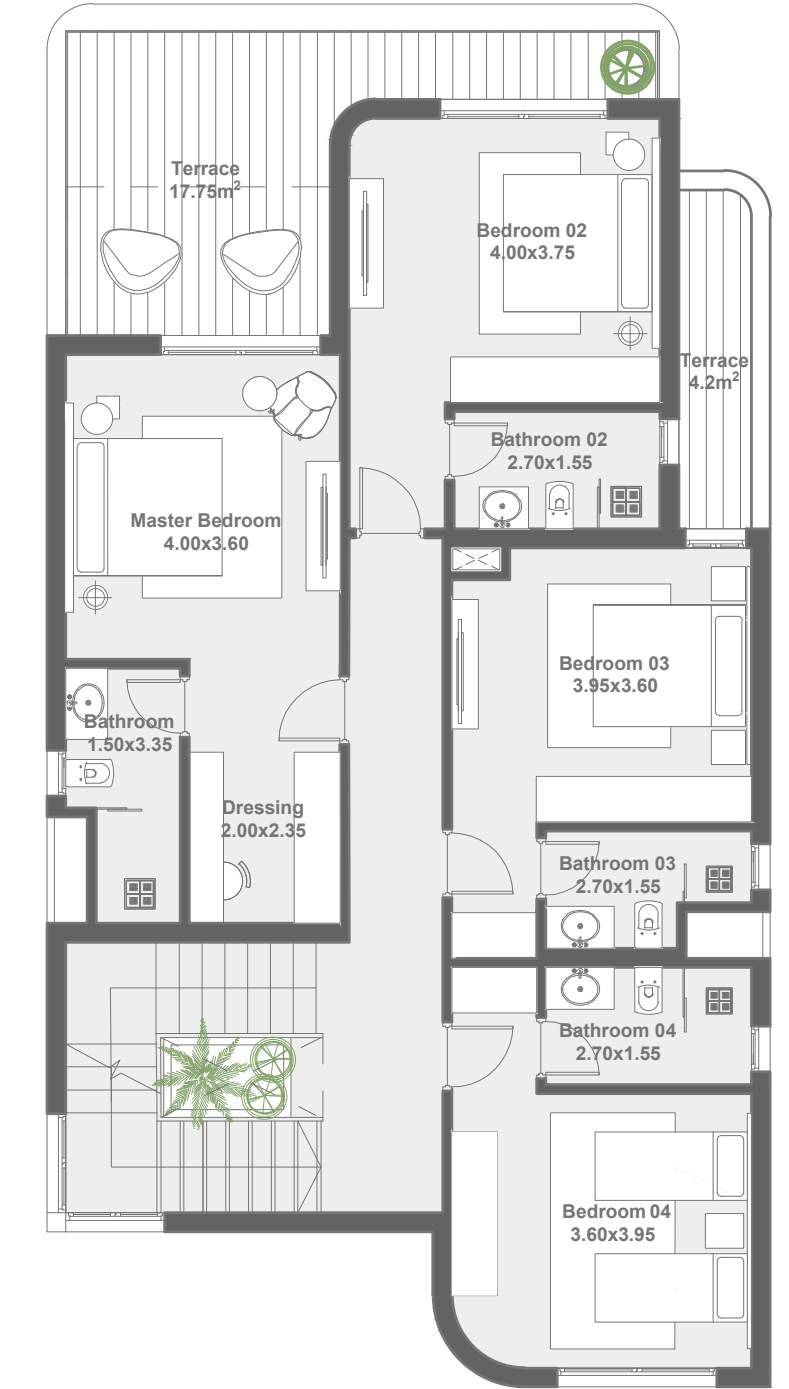 Terrace
17.75m²
Bedroom 02
4.00x3.75
Terrace
4.2m²
Bathroom 02
2.70x1.55
Master Bedroom
4.00x3.60
Bedroom 03
3.95x3.60
Bathroom
1.50x3.35
Dressing
2.00x2.35
Bathroom 03
2.70x1.55
Bathroom 04
2.70x1.55
Bedroom 04
3.60x3.95